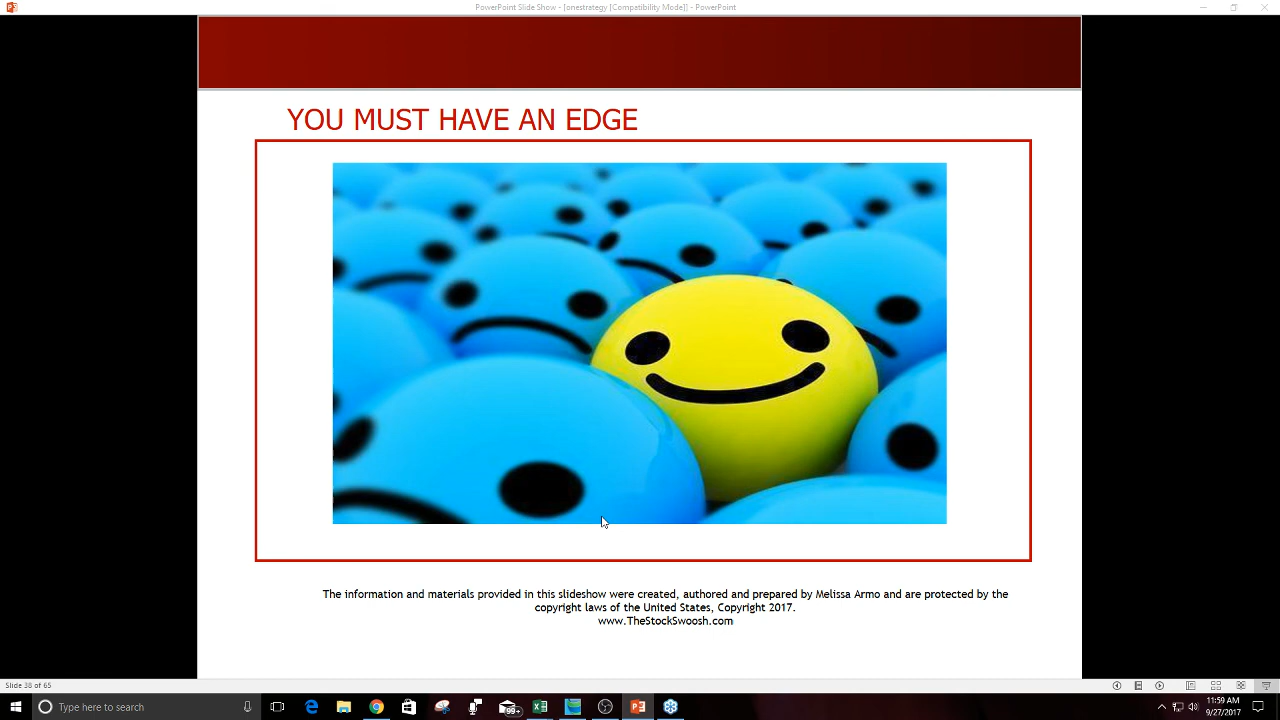 PowerPoint Slide Show - [onestrategy [Compatibility Mode]] - PowerPoint
YOU MUST HAVE AN EDGE
The information and materials provided in this slideshow were created, authored and prepared by Melissa Armo and are protected by the
copyright laws of the United States, Copyright 2017.
www.TheStockSwoosh.com
Slide 38 of 65
Type here to search
99+
11:59 AM
9/27/2017